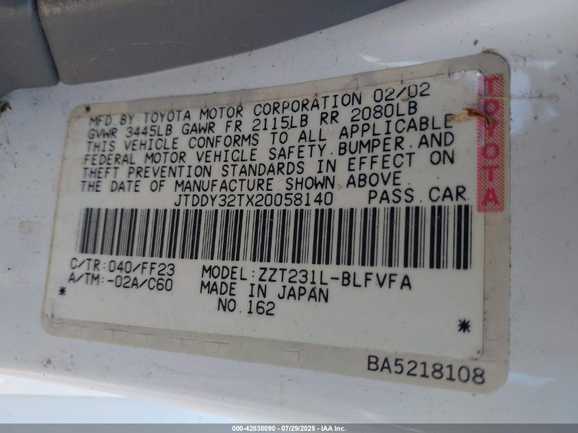 MFD BY TOYOTA MOTOR CORPORATION 02/02
GVWR 3445LB GAWR FR 2115LB RR 2080LB
THIS VEHICLE CONFORMS TO ALL APPLICABLE
FEDERAL MOTOR VEHICLE SAFETY.BUMPER.AND
THEFT PREVENTION STANDARDS IN EFFECT ON
THE DATE OF MANUFACTURE SHOWN ABOVE.
JTDDY32TX20058140 PASS.CAR
TOYOTA
C/TR:040/FF23 MODEL:ZZT231L-BLFVFA
A/TM:-02A/C60 MADE IN JAPAN
NO.162
* *
BA5218108
000-42838090 - 07/29/2025 - IAA Inc.